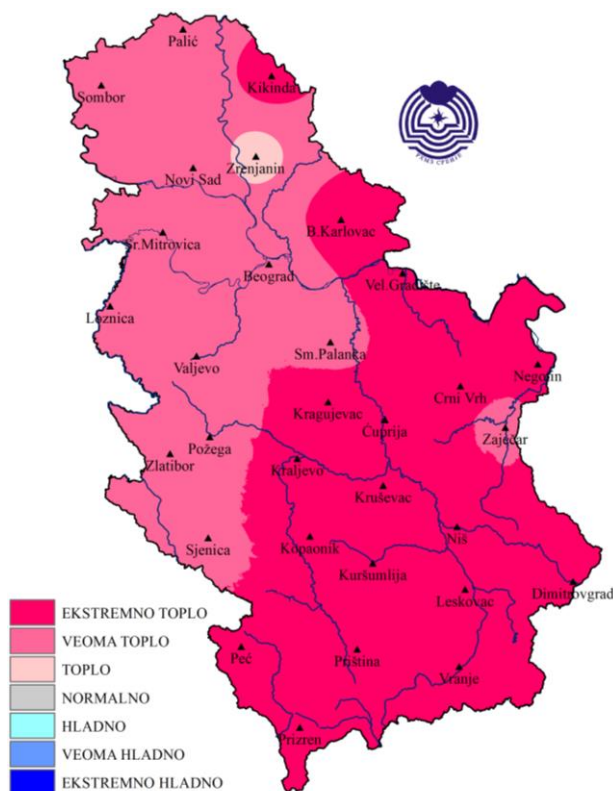 Palić
Kikinda
Sombor
Zrenjanin
Novi Sad
B.Karlovac
Sr.Mitrovica
Beograd
Vel.Gradište
Loznica
Sm.Palanka
Valjevo
Negotin
Crni Vrh
Kragujevac
Ćuprija
Zaječar
Požega
Zlatibor
Kraljevo
Kruševac
Niš
Sjenica
Kopaonik
Kuršumlija
Dimitrovgrad
Leskovac
Peć
Priština
Vranje
Prizren
EKSTREMNO TOPLO
VEOMA TOPLO
TOPLO
NORMALNO
HLADNO
VEOMA HLADNO
EKSTREMNO HLADNO